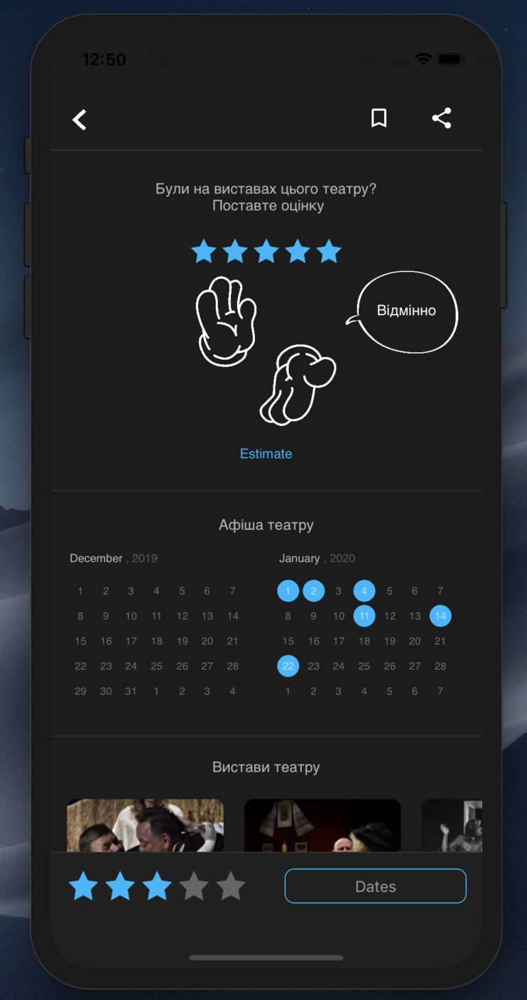 12:50
Були на виставах цього театру?
Поставте оцінку
Відмінно
Estimate
Афіша театру
December , 2019
1 2 3 4 5 6 7
8 9 10 11 12 13 14
15 16 17 18 19 20 21
22 23 24 25 26 27 28
29 30 31 1 2 3 4
January , 2020
1 2 3 4 5 6 7
8 9 10 11 12 13 14
15 16 17 18 19 20 21
22 23 24 25 26 27 28
1 2 3 4 5 6 7
Вистави театру
Dates